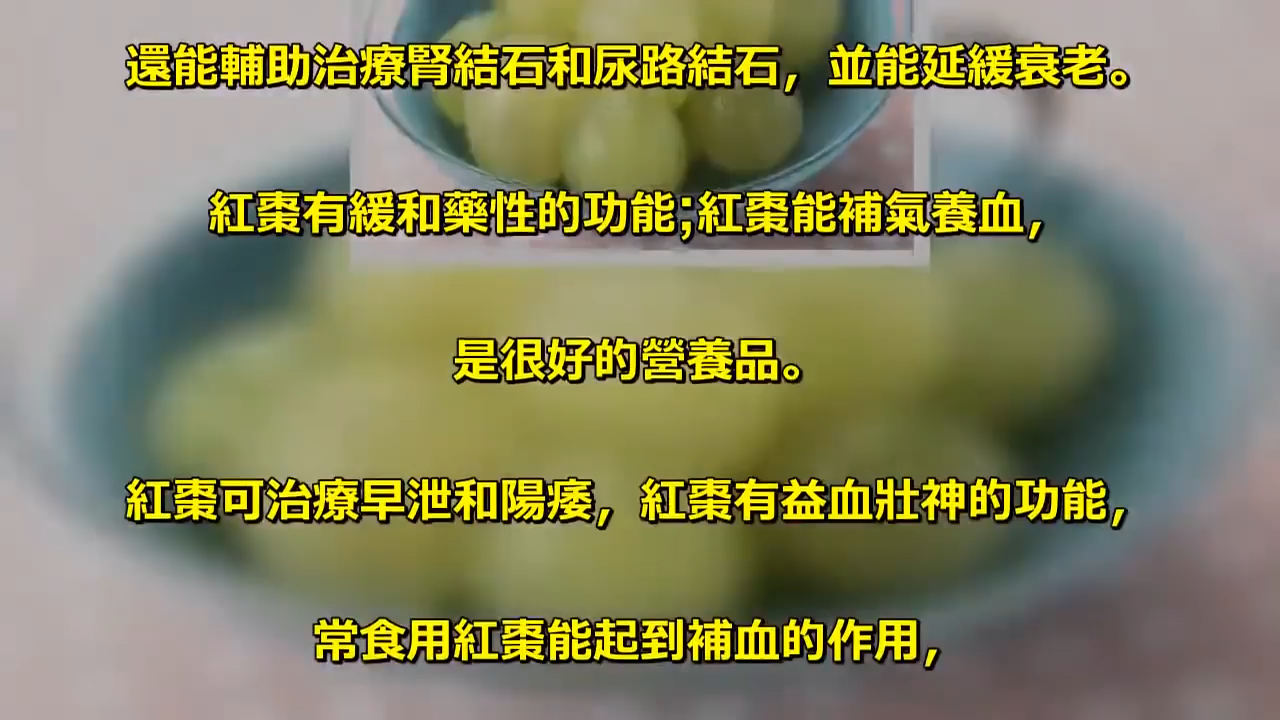 還能輔助治療腎結石和尿路結石，並能延緩衰老。
紅棗有緩和藥性的功能;紅棗能補氣養血，
是很好的營養品。
紅棗可治療早泄和陽痿，紅棗有益血壯神的功能，
常食用紅棗能起到補血的作用，